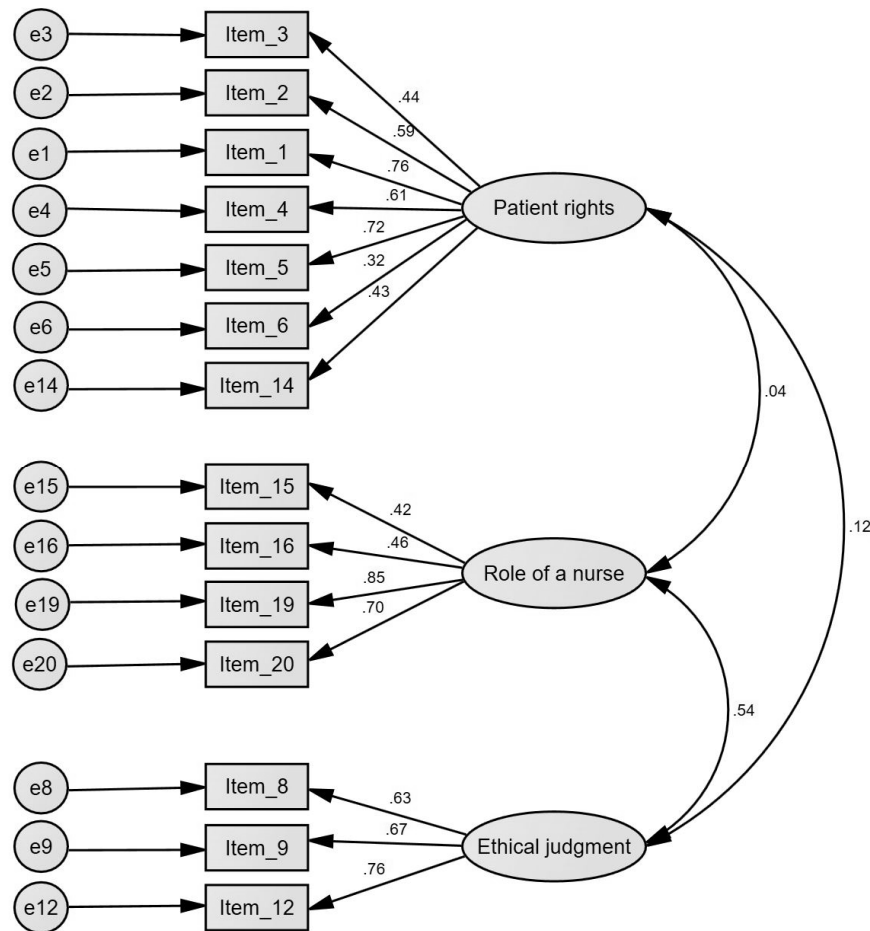 e3 Item_3
.44
e2 Item_2
.59
e1 Item_1
.76
Patient rights
e4 Item_4
.61
e5 Item_5
.72
e6 Item_6
.32
e14 Item_14
.43
.04
.12
e15 Item_15
.42
e16 Item_16
.46
Role of a nurse
e19 Item_19
.85
e20 Item_20
.70
.54
e8 Item_8
.63
e9 Item_9
.67
Ethical judgment
e12 Item_12
.76